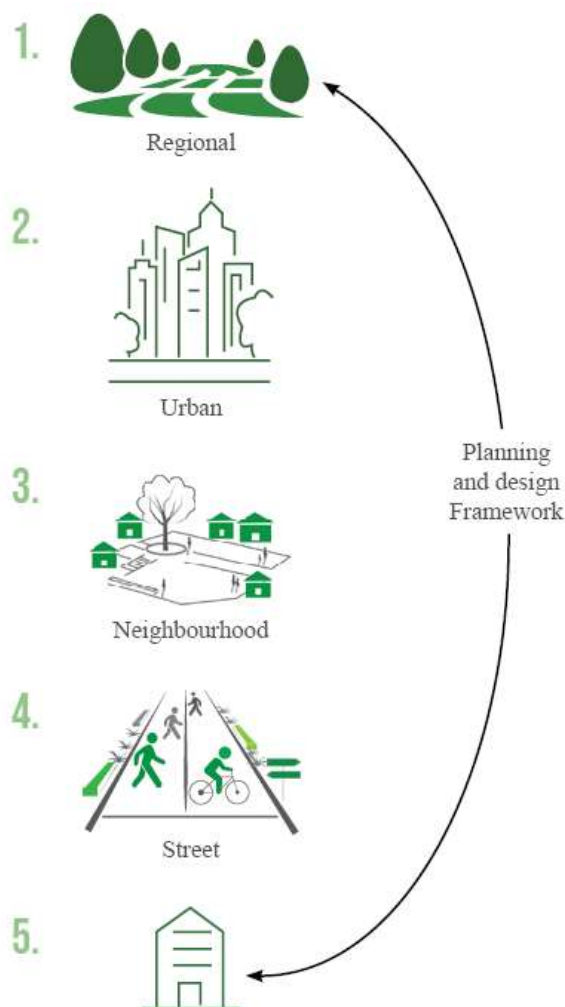 1.
Regional
2.
Urban
Planning
and design
Framework
3.
Neighbourhood
4.
Street
5.